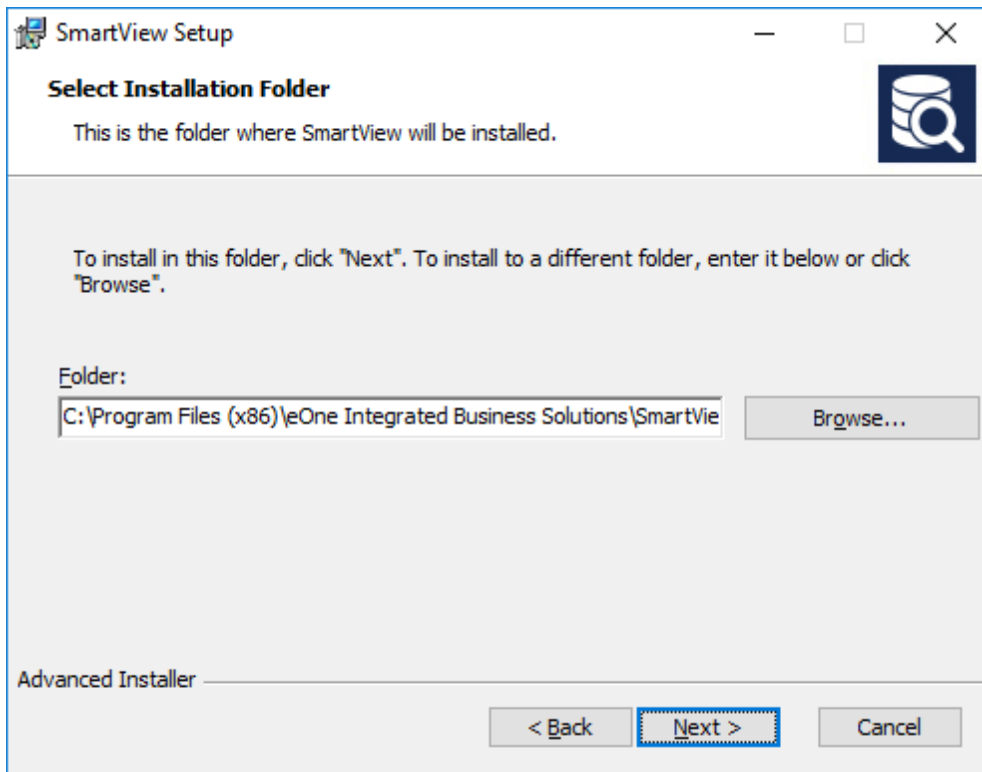 SmartView Setup
Select Installation Folder
This is the folder where SmartView will be installed.
To install in this folder, click "Next". To install to a different folder, enter it below or click
"Browse".
Folder:
C:\Program Files (x86)\eOne Integrated Business Solutions\SmartVie
Browse...
Advanced Installer
< Back
Next >
Cancel